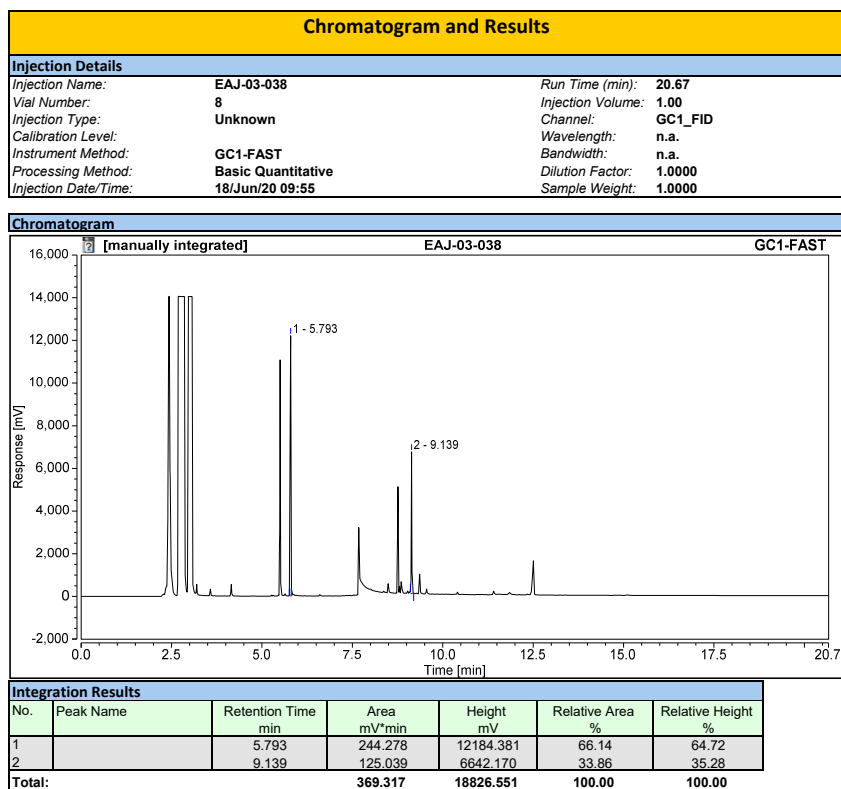 Chromatogram and Results
Injection Details
Injection Name: EAJ-03-038 Run Time (min): 20.67
Vial Number: 8 Injection Volume: 1.00
Injection Type: Unknown Channel: GC1_FID
Calibration Level: Wavelength: n.a.
Instrument Method: GC1-FAST Bandwidth: n.a.
Processing Method: Basic Quantitative Dilution Factor: 1.0000
Injection Date/Time: 18/Jun/20 09:55 Sample Weight: 1.0000
Chromatogram
[manually integrated] EAJ-03-038 GC1-FAST
16,000
14,000
12,000
10,000
8,000
6,000
4,000
2,000
0
-2,000
Response [mV]
1 - 5.793
2 - 9.139
0.0 2.5 5.0 7.5 10.0 12.5 15.0 17.5 20.7
Time [min]
Integration Results
No. Peak Name Retention Time Area Height Relative Area Relative Height
min mV*min mV % %
1 5.793 244.278 12184.381 66.14 64.72
2 9.139 125.039 6642.170 33.86 35.28
Total: 369.317 18826.551 100.00 100.00